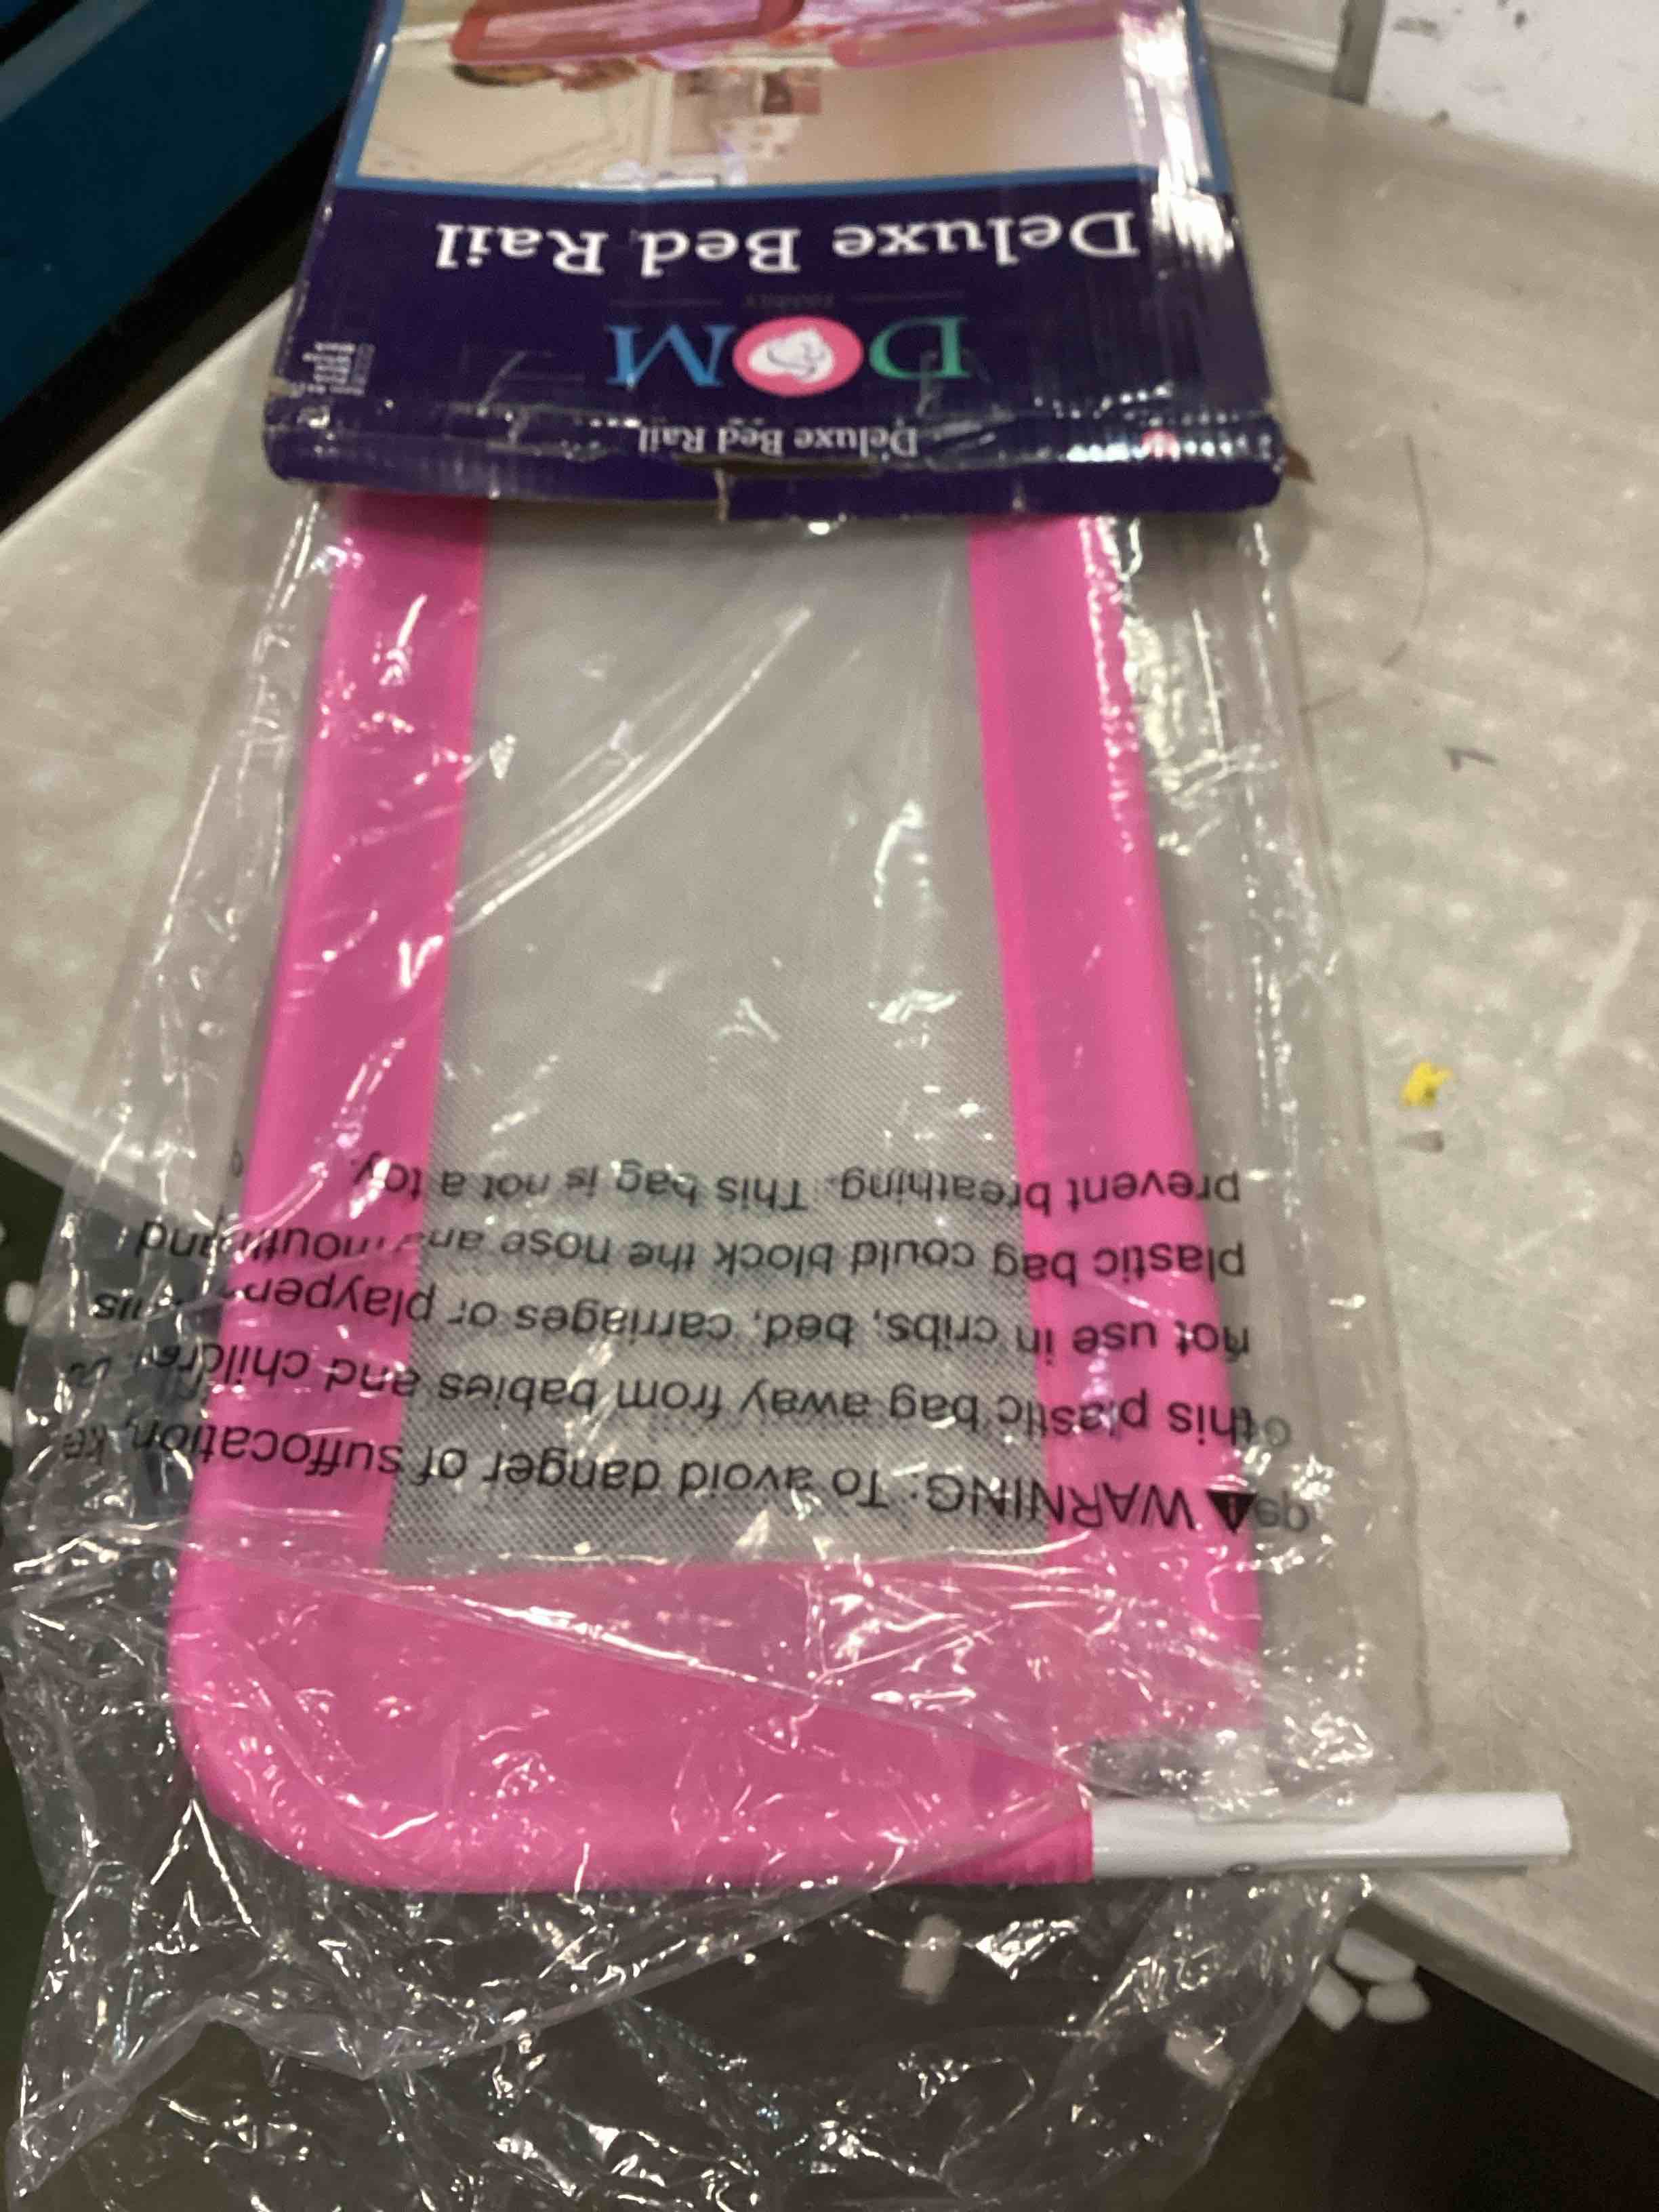 ⚠ WARNING: To avoid danger of suffocation,
this plastic bag away from babies and children
not use in cribs, bed, carriages or playpens
plastic bag could block the nose and mouth and
prevent breathing. This bag is not a toy.
Deluxe Bed Rail
DOM
FAMILY
Deluxe Bed Rail